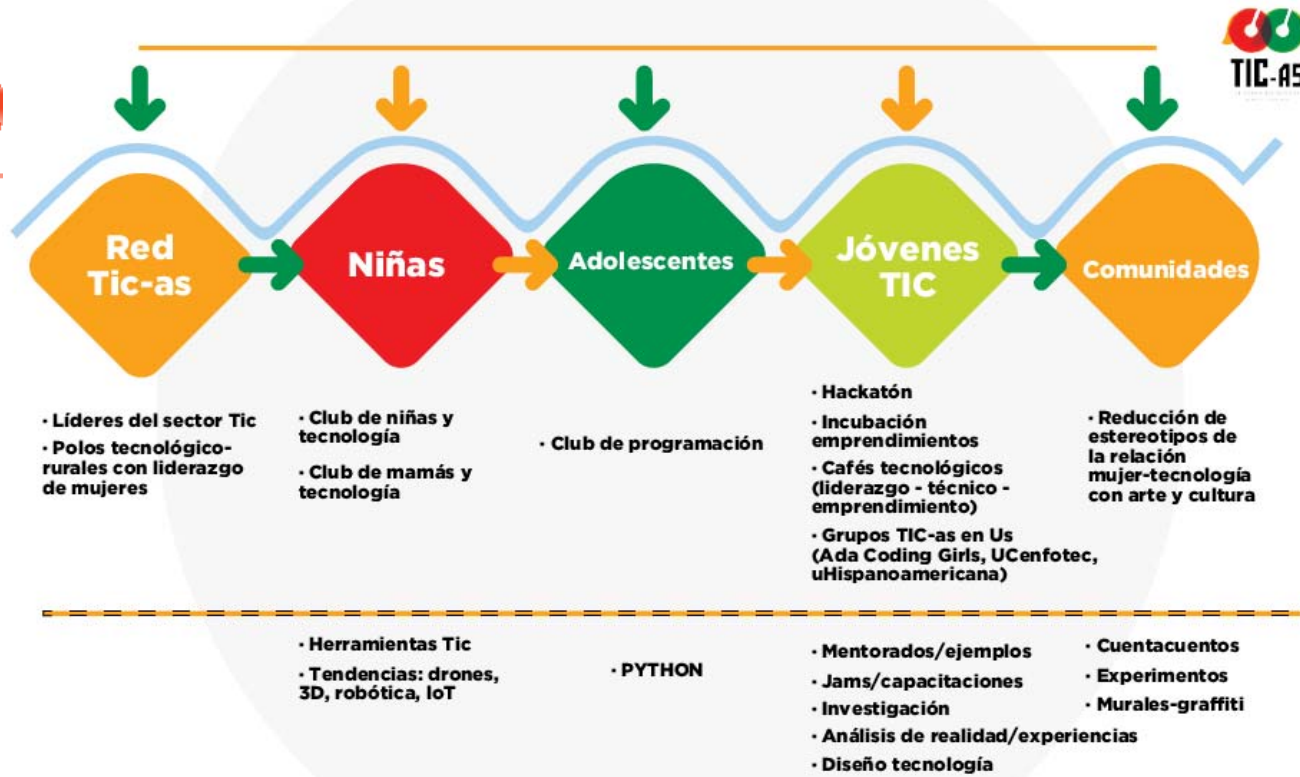 TIC-AS
Red
Tic-as
Niñas
Adolescentes
Jóvenes
TIC
Comunidades
· Líderes del sector Tic
· Polos tecnológico-
rurales con liderazgo
de mujeres
· Club de niñas y
tecnología
· Club de mamás y
tecnología
· Club de programación
· Hackatón
· Incubación
emprendimientos
· Cafés tecnológicos
(liderazgo - técnico -
emprendimiento)
· Grupos TIC-as en Us
(Ada Coding Girls, UCenfotec,
uHispanoamericana)
· Reducción de
estereotipos de
la relación
mujer-tecnología
con arte y cultura
· Herramientas Tic
· Tendencias: drones,
3D, robótica, IoT
· PYTHON
· Mentorados/ejemplos
· Jams/capacitaciones
· Investigación
· Análisis de realidad/experiencias
· Diseño tecnología
· Cuentacuentos
· Experimentos
· Murales-graffiti